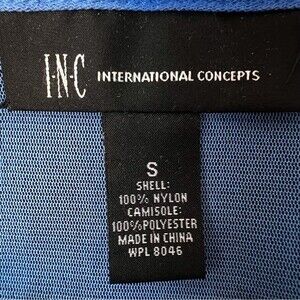 I·N·C INTERNATIONAL CONCEPTS
S
SHELL:
100% NYLON
CAMISOLE:
100% POLYESTER
MADE IN CHINA
WPL 8046